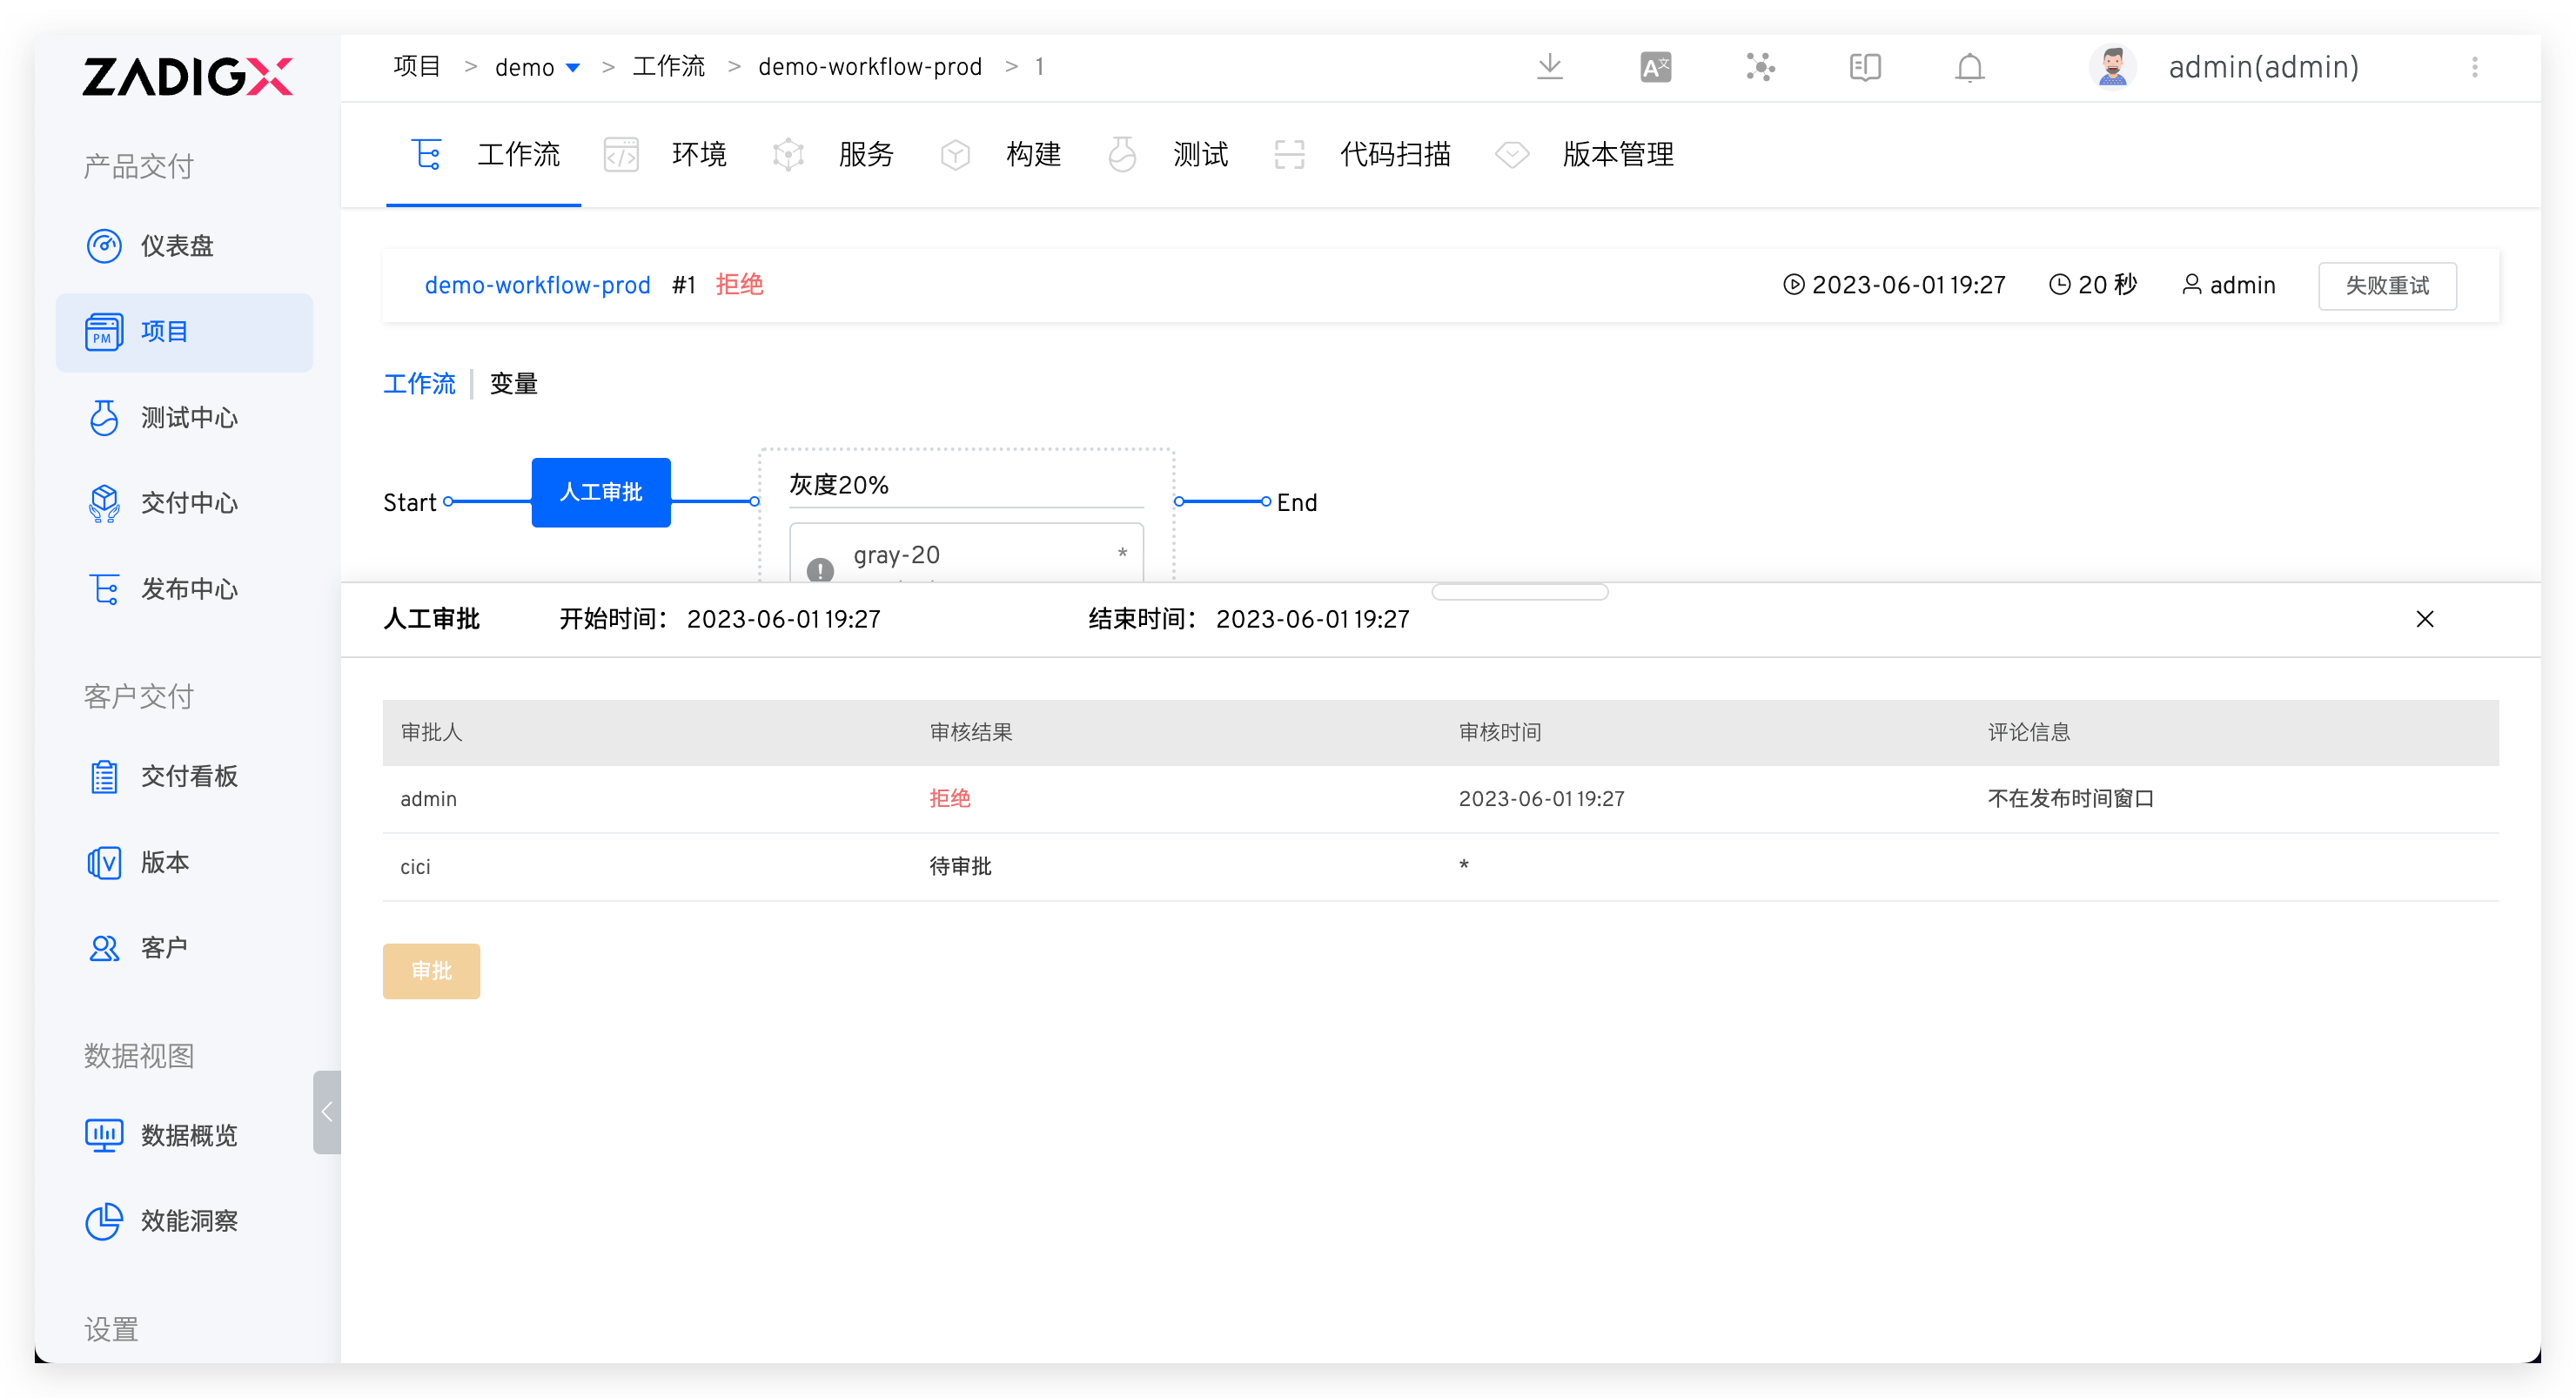 ZADIGX
产品交付
仪表盘
PM 项目
测试中心
交付中心
发布中心
客户交付
交付看板
版本
客户
数据视图
数据概览
效能洞察
设置
项目 > demo > 工作流 > demo-workflow-prod > 1
admin(admin)
工作流 环境 服务 构建 测试 代码扫描 版本管理
demo-workflow-prod #1 拒绝 2023-06-01 19:27 20 秒 admin 失败重试
工作流 变量
Start 人工审批 End
灰度20%
gray-20 *
人工审批 开始时间： 2023-06-01 19:27 结束时间： 2023-06-01 19:27
审批人 审核结果 审核时间 评论信息
admin 拒绝 2023-06-01 19:27 不在发布时间窗口
cici 待审批 *
审批